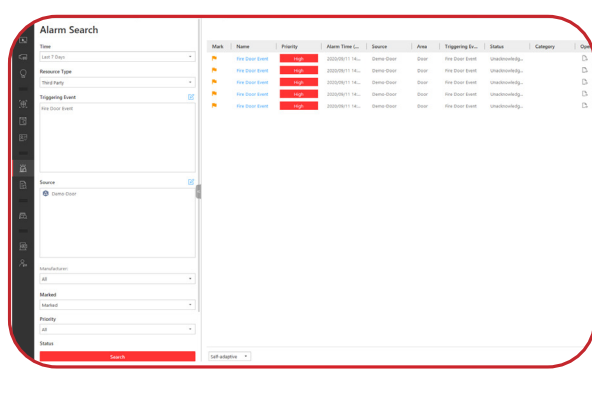 Alarm Search
Time
Last 7 Days
Resource Type
Third Party
Triggering Event
Fire Door Event
Source
Demo-Door
Manufacturer
All
Marked
Marked
Priority
All
Status
Search
Mark Name Priority Alarm Time (... Source Area Triggering Ev... Status Category Oper
Fire Door Event High 2020/09/11 14:... Demo-Door Door Fire Door Event Unacknowledg...
Fire Door Event High 2020/09/11 14:... Demo-Door Door Fire Door Event Unacknowledg...
Fire Door Event High 2020/09/11 14:... Demo-Door Door Fire Door Event Unacknowledg...
Fire Door Event High 2020/09/11 14:... Demo-Door Door Fire Door Event Unacknowledg...
Fire Door Event High 2020/09/11 14:... Demo-Door Door Fire Door Event Unacknowledg...
Self-adaptive